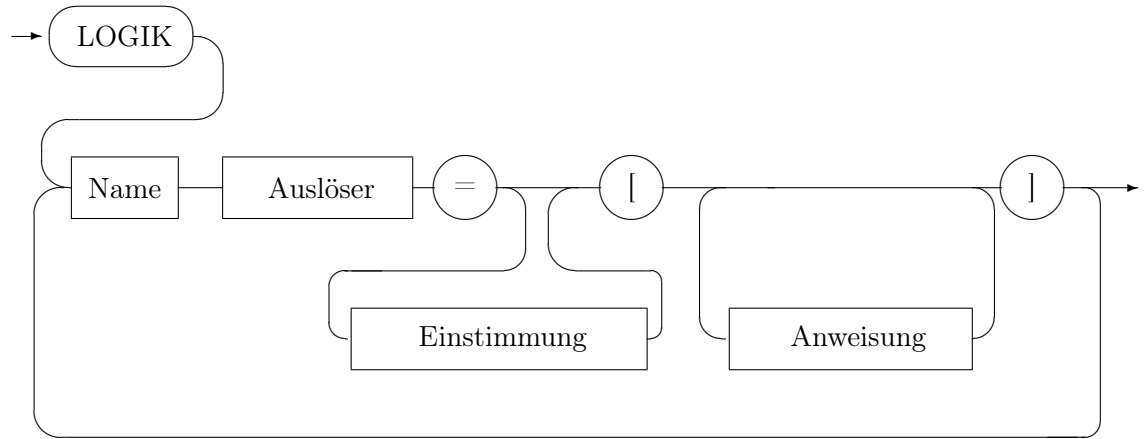 LOGIK
Name Auslöser = [ ]
Einstimmung Anweisung